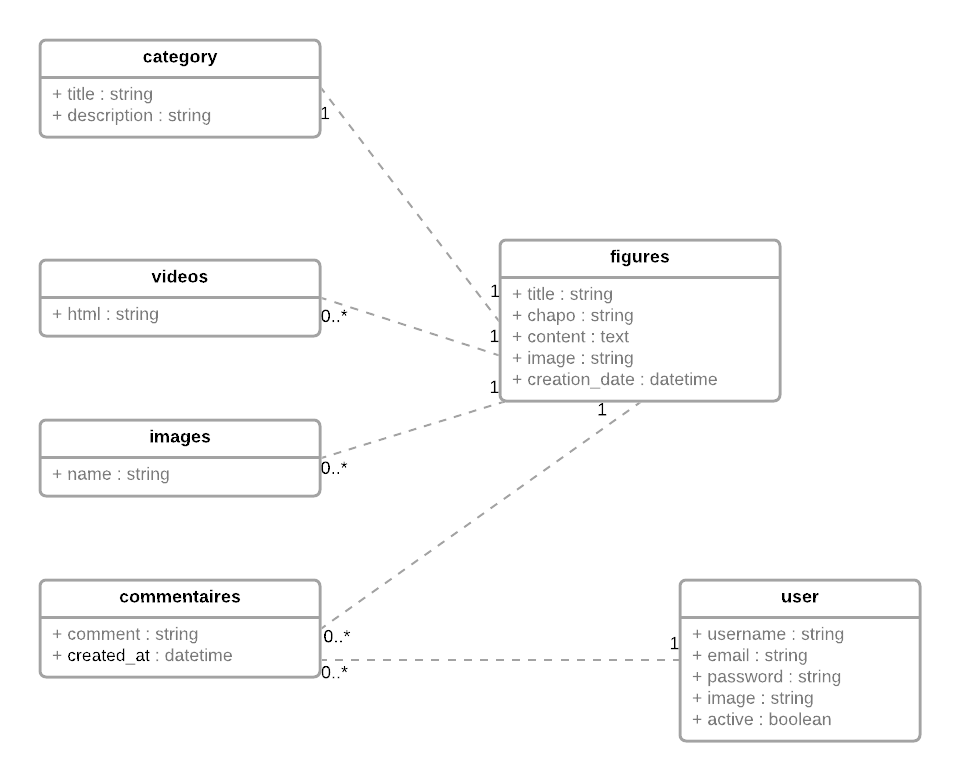 category
+ title : string
+ description : string
1
videos
+ html : string
0..*
images
+ name : string
0..*
commentaires
+ comment : string
+ created_at : datetime
0..*
0..*
figures
+ title : string
+ chapo : string
+ content : text
+ image : string
+ creation_date : datetime
1
1
1
1
user
+ username : string
+ email : string
+ password : string
+ image : string
+ active : boolean
1